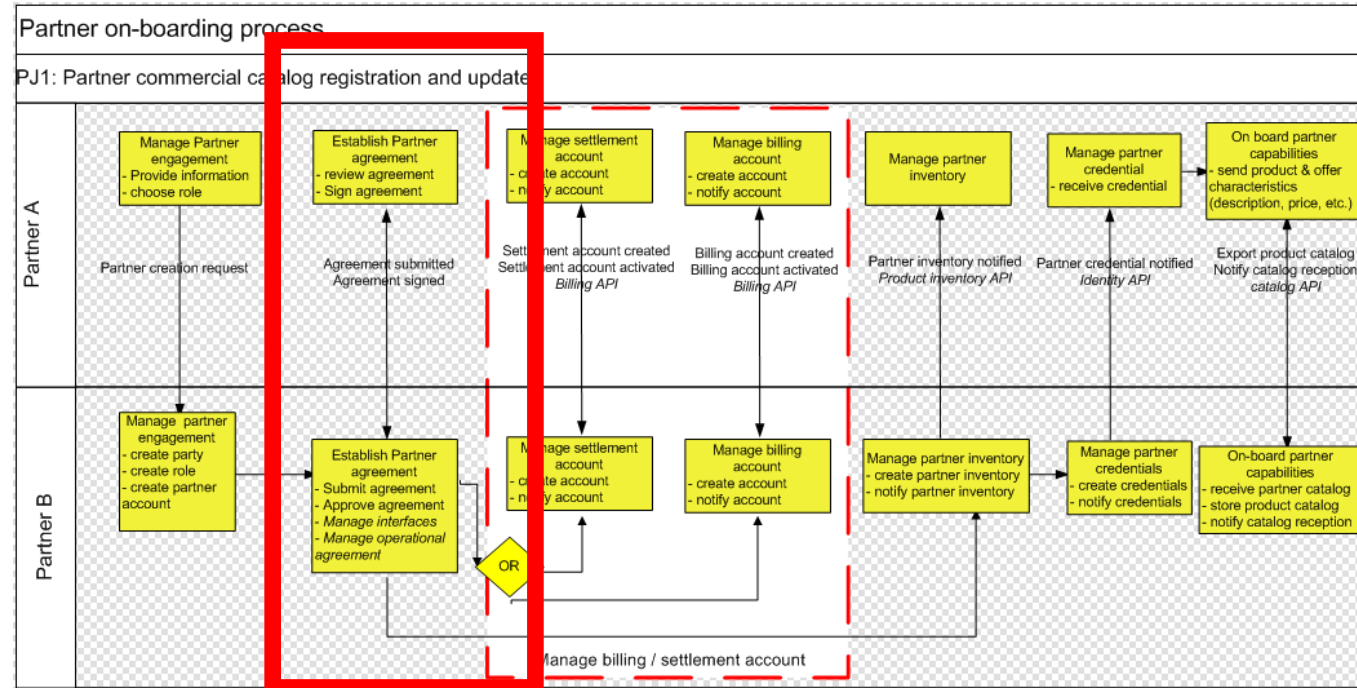 Partner on-boarding process
PJ1: Partner commercial catalog registration and update
Partner A
Manage Partner
engagement
- Provide information
- choose role
Establish Partner
agreement
- review agreement
- Sign agreement
Manage settlement
account
- create account
- notify account
Manage billing
account
- create account
- notify account
Manage partner
inventory
Manage partner
credential
- receive credential
On board partner
capabilities
- send product & offer
characteristics
(description, price, etc.)
Partner creation request
Agreement submitted
Agreement signed
Settlement account created
Settlement account activated
Billing API
Billing account created
Billing account activated
Billing API
Partner inventory notified
Product inventory API
Partner credential notified
Identity API
Export product catalog
Notify catalog reception
catalog API
Partner B
Manage partner
engagement
- create party
- create role
- create partner
account
Establish Partner
agreement
- Submit agreement
- Approve agreement
- Manage interfaces
- Manage operational
agreement
OR
Manage settlement
account
- create account
- notify account
Manage billing
account
- create account
- notify account
Manage partner inventory
- create partner inventory
- notify partner inventory
Manage partner
credentials
- create credentials
- notify credentials
On-board partner
capabilities
- receive partner catalog
- store product catalog
- notify catalog reception
Manage billing / settlement account